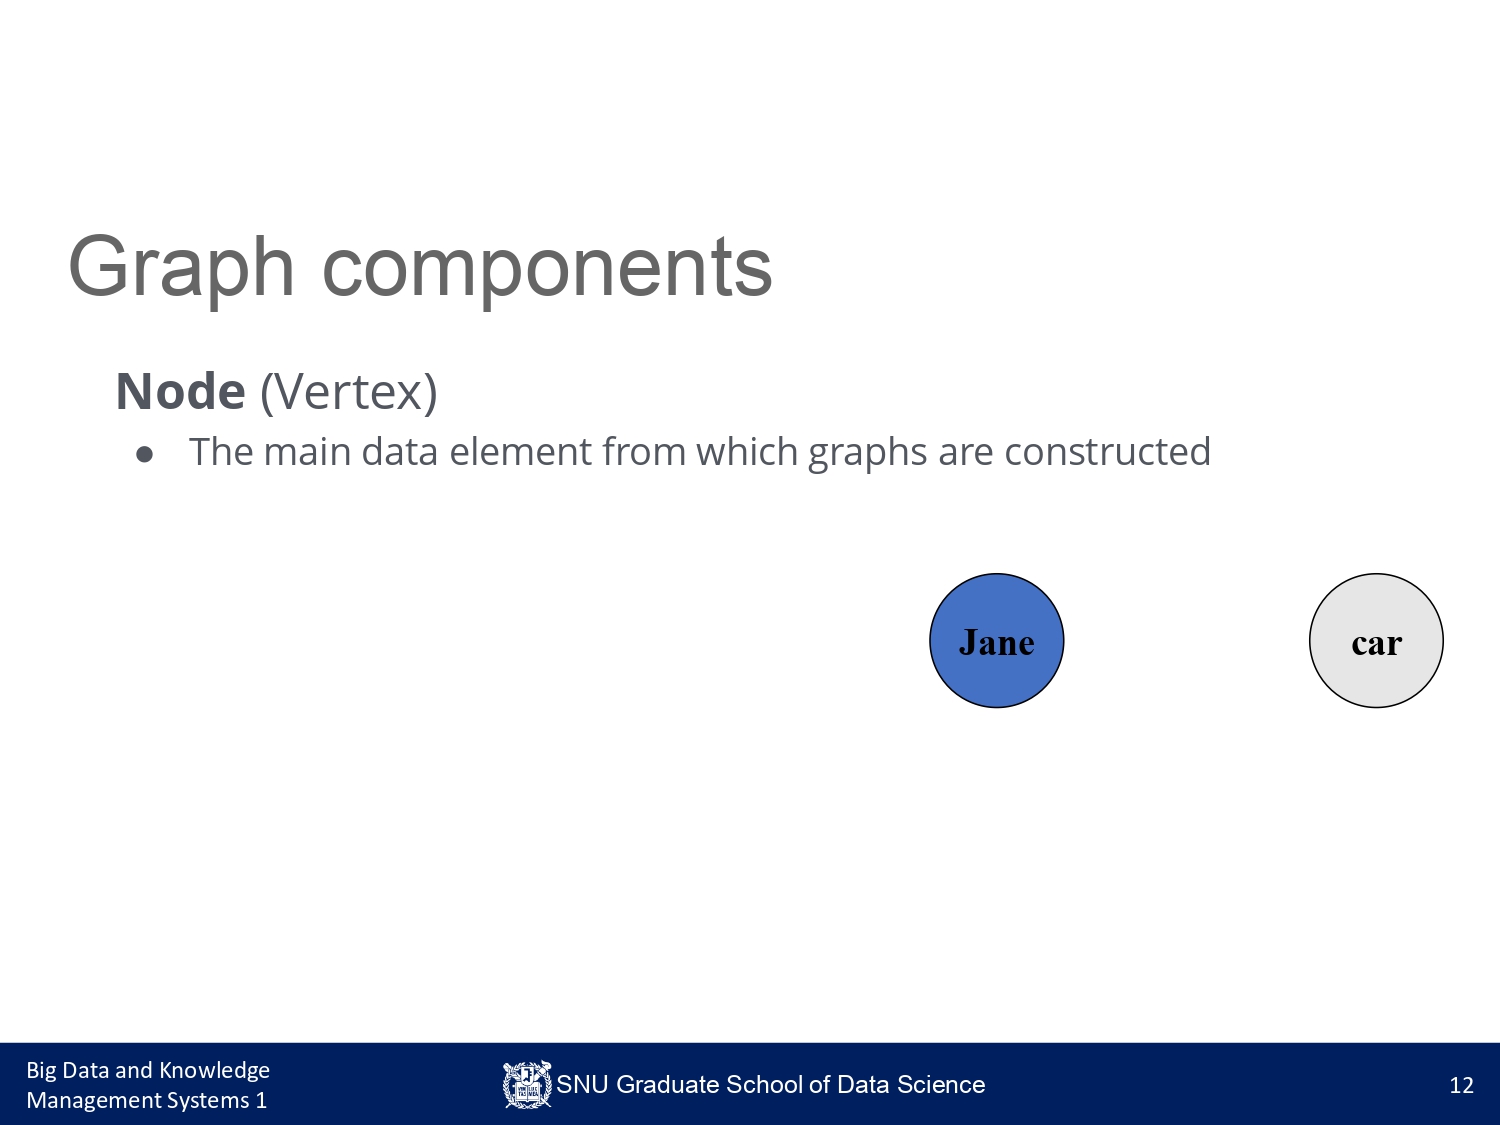 Graph components
Node (Vertex)
● The main data element from which graphs are constructed
Jane
car
Big Data and Knowledge
Management Systems 1
SNU Graduate School of Data Science
12